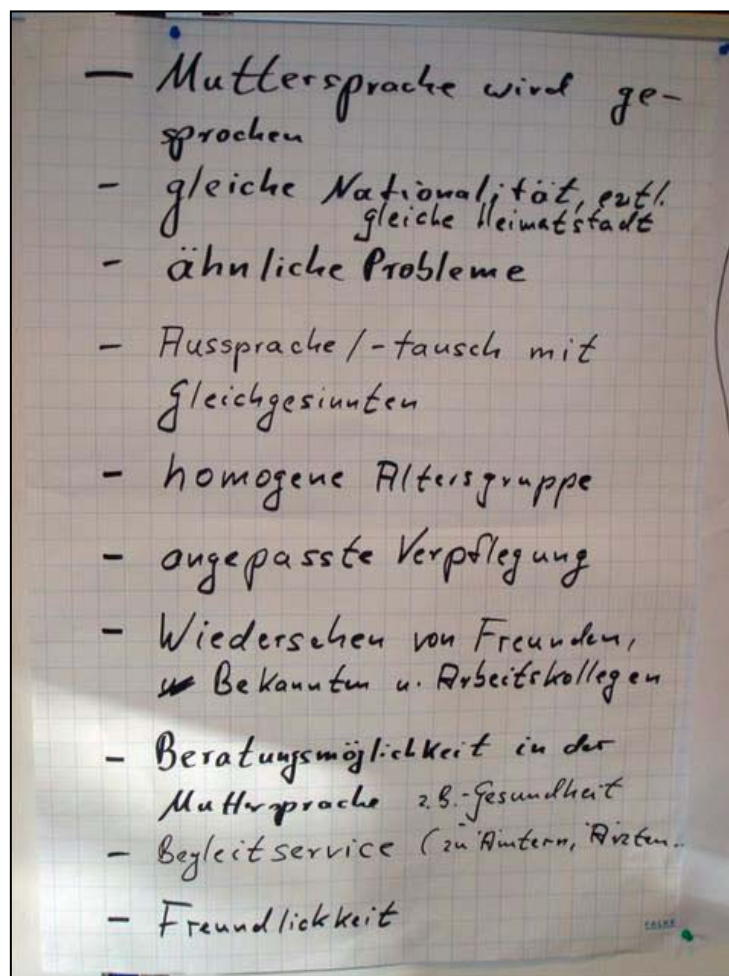 — Muttersprache wird ge-
sprochen
- gleiche Nationalität, evtl.
gleiche Heimatstadt
- ähnliche Probleme
- Aussprache/-tausch mit
Gleichgesinnten
- homogene Altersgruppe
- angepasste Verpflegung
- Wiedersehen von Freunden,
Bekannten u. Arbeitskollegen
- Beratungsmöglichkeit in der
Muttersprache z.B.-Gesundheit
- Begleitservice (zu Ämtern, Ärzten..
- Freundlickkeit